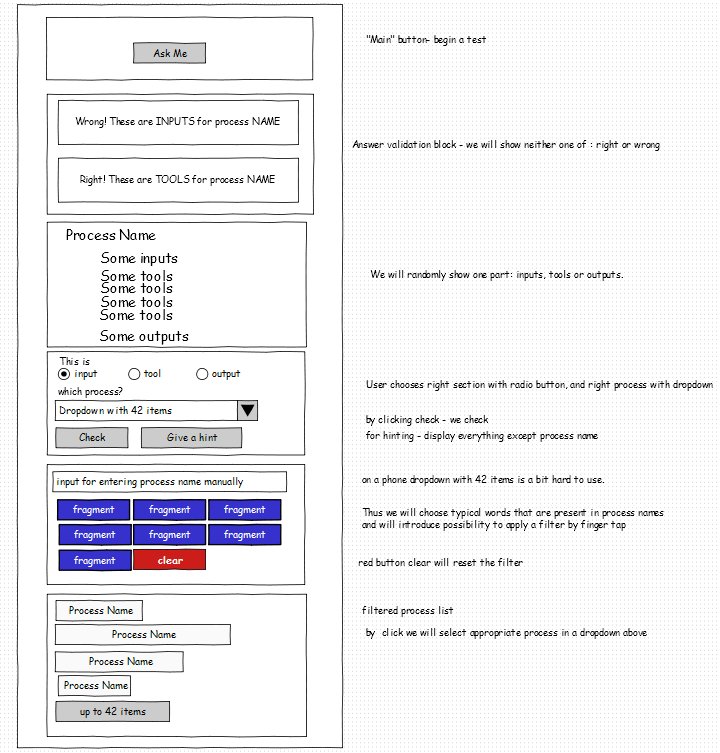 Ask Me
"Main" button- begin a test
Wrong! These are INPUTS for process NAME
Answer validation block - we will show neither one of : right or wrong
Right! These are TOOLS for process NAME
Process Name
Some inputs
Some tools
Some tools
Some tools
Some tools
Some outputs
We will randomly show one part: inputs, tools or outputs.
This is
input tool output
which process?
Dropdown with 42 items
Check Give a hint
User chooses right section with radio button, and right process with dropdown
by clicking check - we check
for hinting - display everything except process name
input for entering process name manually
fragment fragment fragment
fragment fragment fragment
fragment clear
on a phone dropdown with 42 items is a bit hard to use.
Thus we will choose typical words that are present in process names
and will introduce possibility to apply a filter by finger tap
red button clear will reset the filter
Process Name
Process Name
Process Name
Process Name
up to 42 items
filtered process list
by click we will select appropriate process in a dropdown above